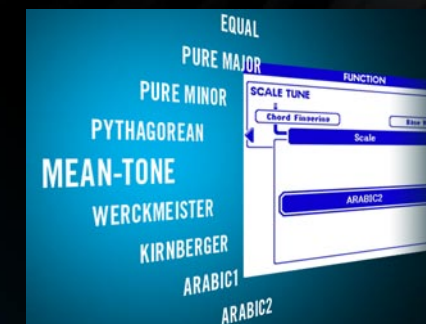 EQUAL
PURE MAJOR
PURE MINOR
PYTHAGOREAN
MEAN-TONE
WERCKMEISTER
KIRNBERGER
ARABIC1
ARABIC2
FUNCTION
SCALE TUNE
Chord Fingering
Scale
ARABIC2